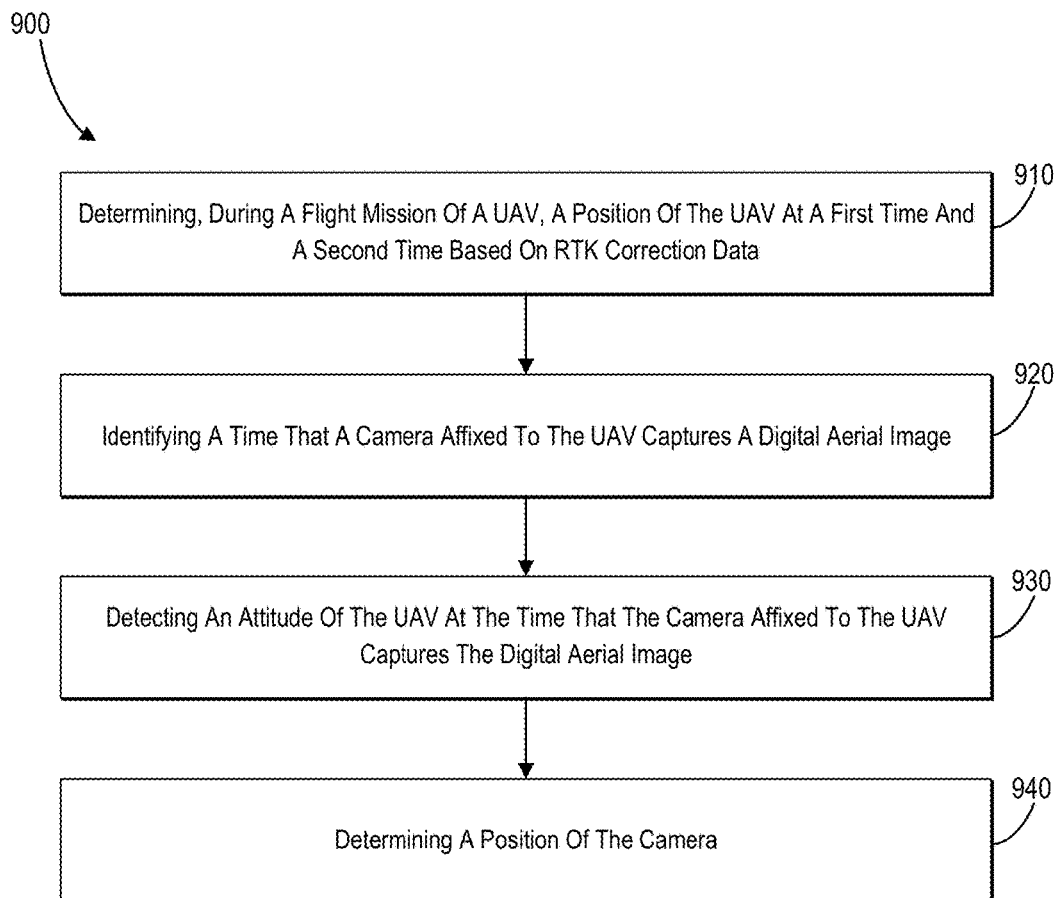 900
910
Determining, During A Flight Mission Of A UAV, A Position Of The UAV At A First Time And
A Second Time Based On RTK Correction Data
920
Identifying A Time That A Camera Affixed To The UAV Captures A Digital Aerial Image
930
Detecting An Attitude Of The UAV At The Time That The Camera Affixed To The UAV
Captures The Digital Aerial Image
940
Determining A Position Of The Camera